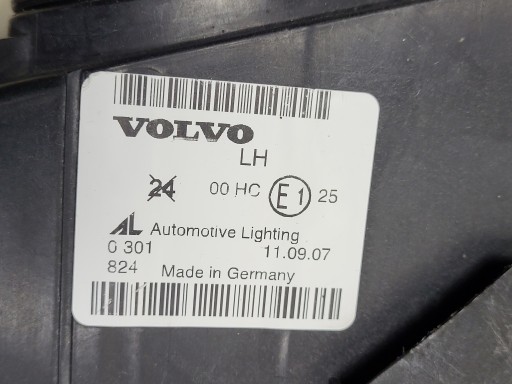 VOLVO
LH
24 00 HC E1 25
AL Automotive Lighting
0 301 11.09.07
824 Made in Germany